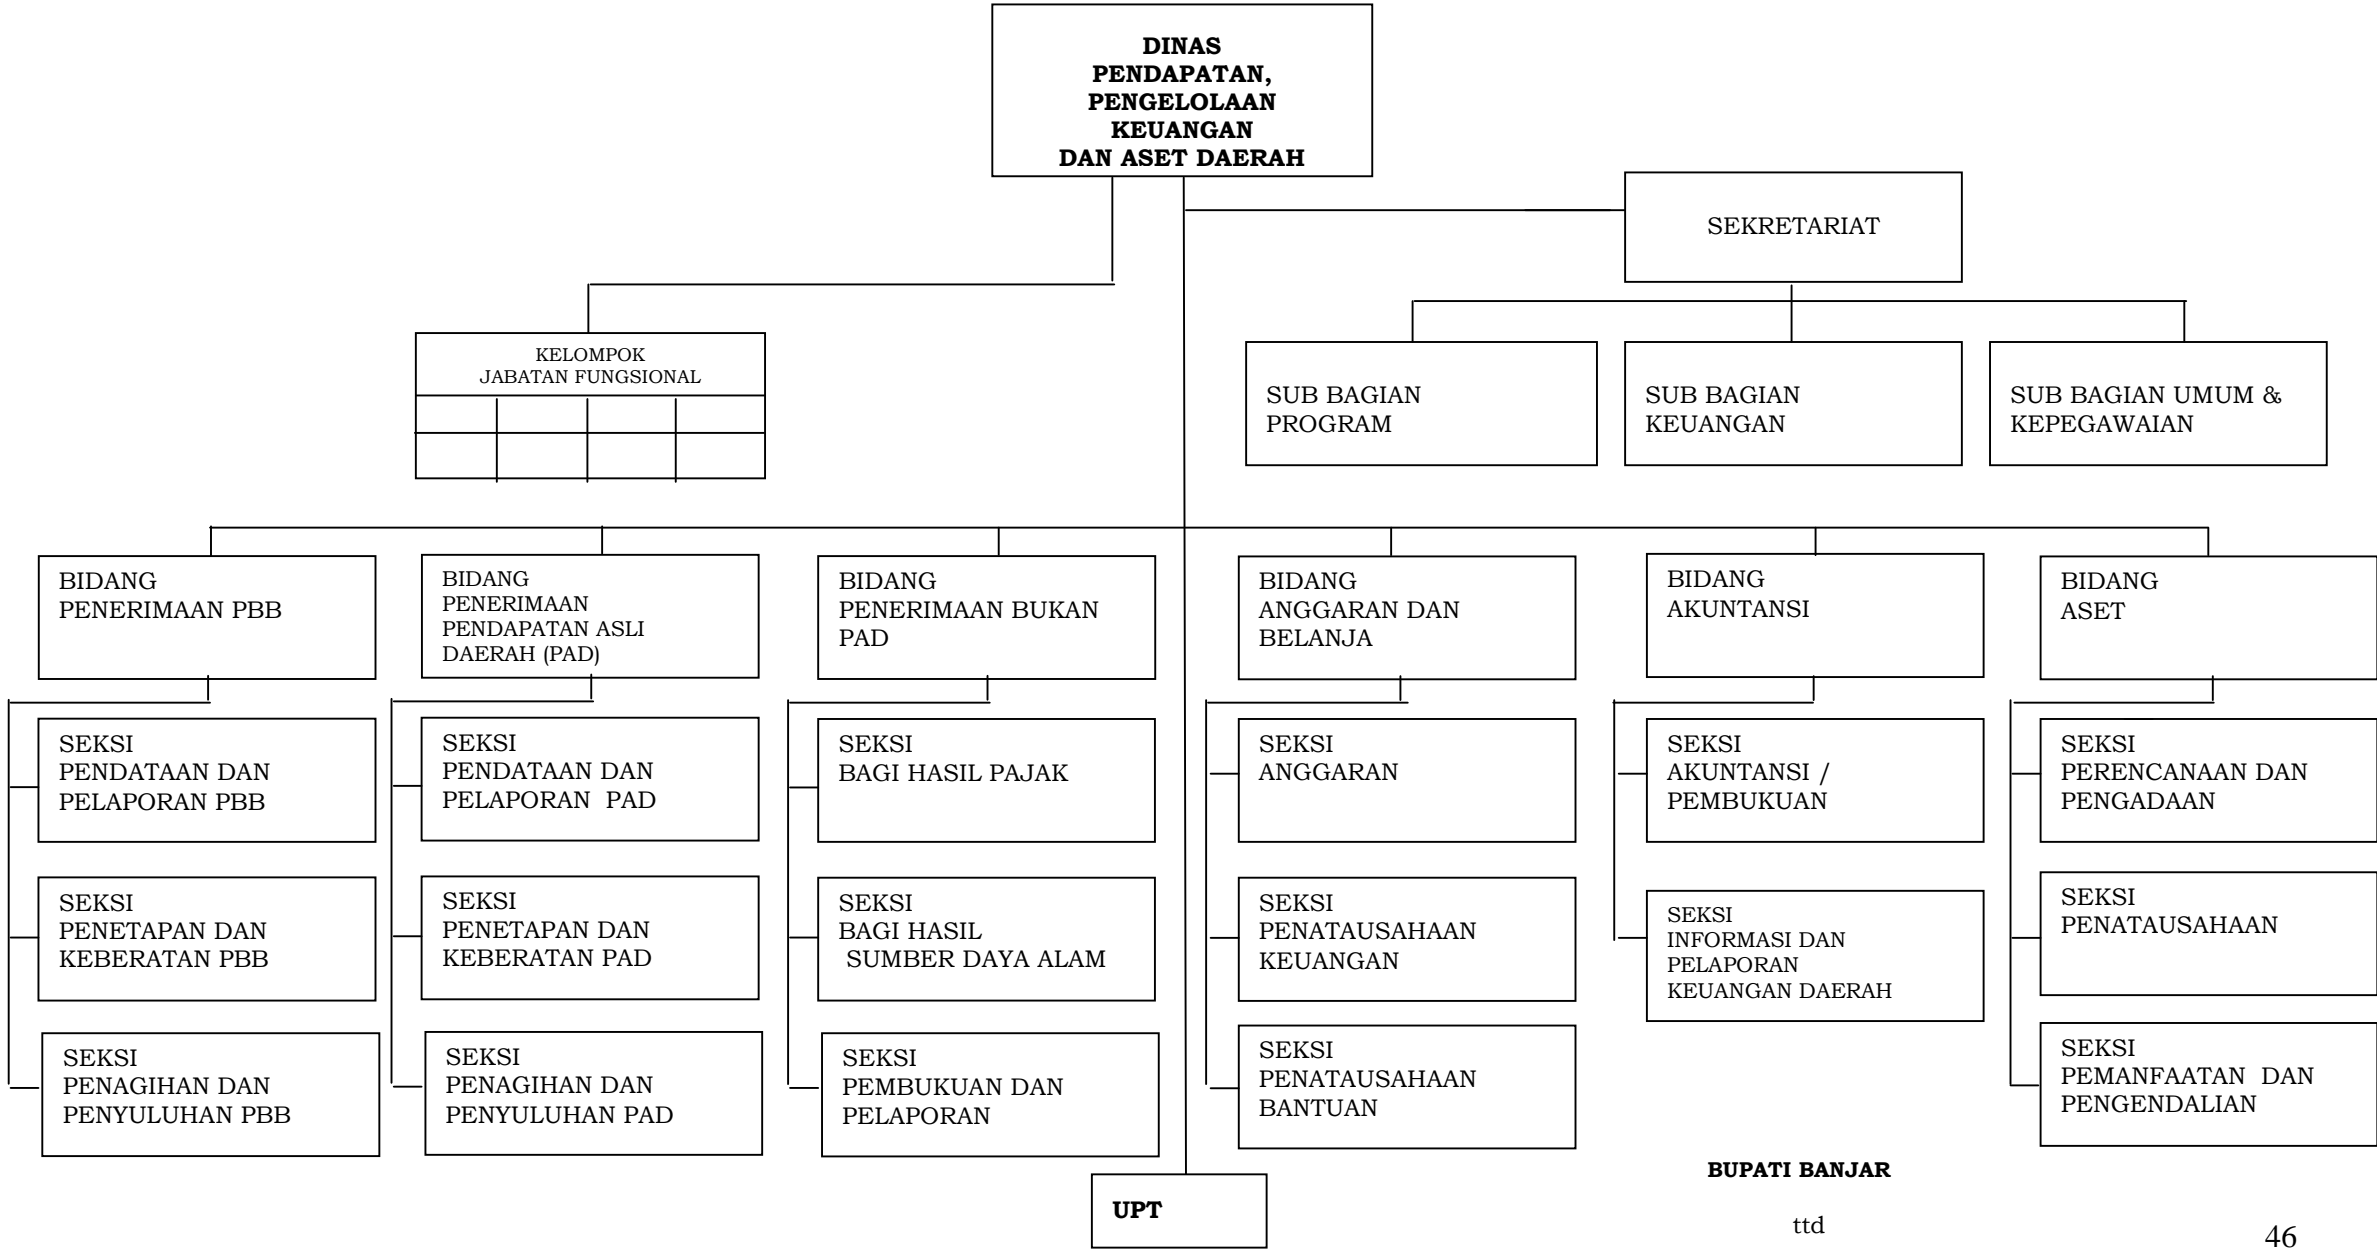 DINAS
PENDAPATAN,
PENGELOLAAN
KEUANGAN
DAN ASET DAERAH
SEKRETARIAT
KELOMPOK
JABATAN FUNGSIONAL
SUB BAGIAN
PROGRAM
SUB BAGIAN
KEUANGAN
SUB BAGIAN UMUM &
KEPEGAWAIAN
BIDANG
PENERIMAAN PBB
BIDANG
PENERIMAAN
PENDAPATAN ASLI
DAERAH (PAD)
BIDANG
PENERIMAAN BUKAN
PAD
BIDANG
ANGGARAN DAN
BELANJA
BIDANG
AKUNTANSI
BIDANG
ASET
SEKSI
PENDATAAN DAN
PELAPORAN PBB
SEKSI
PENDATAAN DAN
PELAPORAN  PAD
SEKSI
BAGI HASIL PAJAK
SEKSI
ANGGARAN
SEKSI
AKUNTANSI /
PEMBUKUAN
SEKSI
PERENCANAAN DAN
PENGADAAN
SEKSI
PENETAPAN DAN
KEBERATAN PBB
SEKSI
PENETAPAN DAN
KEBERATAN PAD
SEKSI
BAGI HASIL
SUMBER DAYA ALAM
SEKSI
PENATAUSAHAAN
KEUANGAN
SEKSI
INFORMASI DAN
PELAPORAN
KEUANGAN DAERAH
SEKSI
PENATAUSAHAAN
SEKSI
PENAGIHAN DAN
PENYULUHAN PBB
SEKSI
PENAGIHAN DAN
PENYULUHAN PAD
SEKSI
PEMBUKUAN DAN
PELAPORAN
SEKSI
PENATAUSAHAAN
BANTUAN
SEKSI
PEMANFAATAN  DAN
PENGENDALIAN
UPT
BUPATI BANJAR
ttd
46